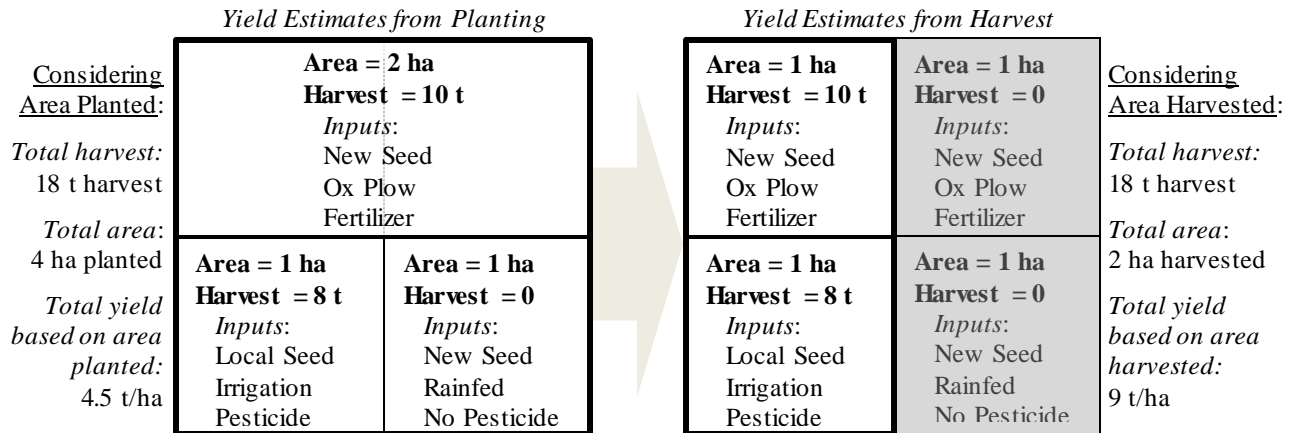 Yield Estimates from Planting
Considering
Area Planted:
Total harvest:
18 t harvest
Total area:
4 ha planted
Total yield
based on area
planted:
4.5 t/ha
Area = 2 ha
Harvest = 10 t
Inputs:
New Seed
Ox Plow
Fertilizer
Area = 1 ha
Harvest = 8 t
Inputs:
Local Seed
Irrigation
Pesticide
Area = 1 ha
Harvest = 0
Inputs:
New Seed
Rainfed
No Pesticide
Yield Estimates from Harvest
Area = 1 ha
Harvest = 10 t
Inputs:
New Seed
Ox Plow
Fertilizer
Area = 1 ha
Harvest = 0
Inputs:
New Seed
Ox Plow
Fertilizer
Area = 1 ha
Harvest = 8 t
Inputs:
Local Seed
Irrigation
Pesticide
Area = 1 ha
Harvest = 0
Inputs:
New Seed
Rainfed
No Pesticide
Considering
Area Harvested:
Total harvest:
18 t harvest
Total area:
2 ha harvested
Total yield
based on area
harvested:
9 t/ha